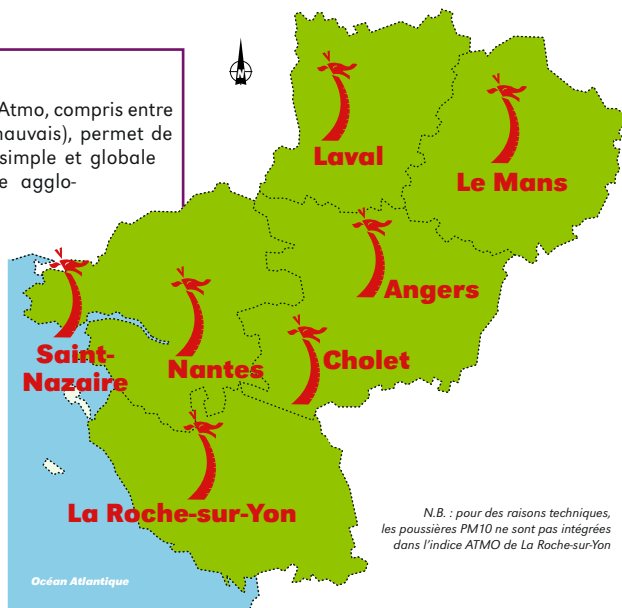 Atmo, compris entre
nauvais), permet de
simple et globale
e agglo-
N
Laval
Le Mans
Angers
Saint-
Nazaire
Nantes
Cholet
La Roche-sur-Yon
N.B. : pour des raisons techniques,
les poussières PM10 ne sont pas intégrées
dans l'indice ATMO de La Roche-sur-Yon
Océan Atlantique